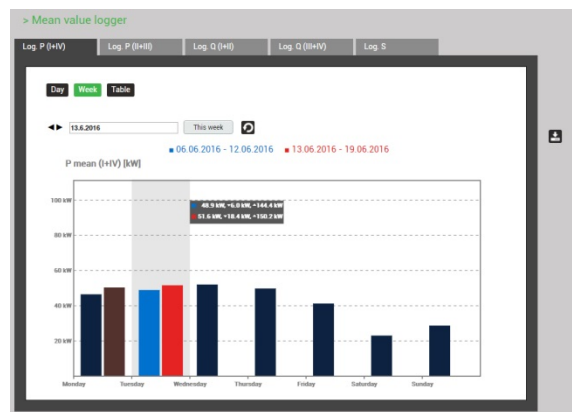 > Mean value logger
Log. P (I+IV) Log. P (II+III) Log. Q (I+II) Log. Q (III+IV) Log. S
Day Week Table
13.6.2016 This week
06.06.2016 - 12.06.2016 13.06.2016 - 19.06.2016
P mean (I+IV) [kW]
100 kW
48.9 kW, 6.0 kW, 144.4 kW
51.6 kW, 18.4 kW, 150.2 kW
80 kW
60 kW
40 kW
20 kW
Monday Tuesday Wednesday Thursday Friday Saturday Sunday